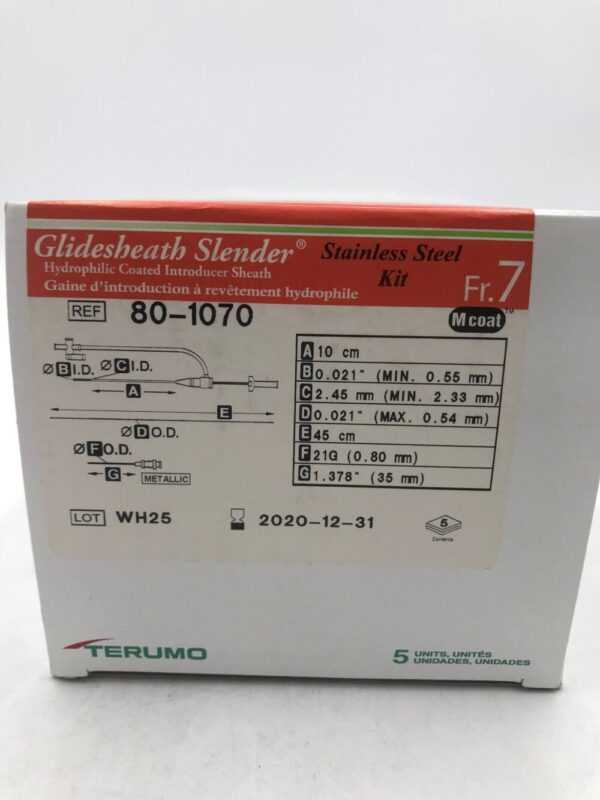 Glidesheath Slender® Stainless Steel Kit
Hydrophilic Coated Introducer Sheath
Gaine d'introduction à revêtement hydrophile
Fr.7
REF 80-1070
M coat™
Ø B I.D. Ø C I.D.
A
E
Ø D O.D.
Ø F O.D.
G METALLIC
A 10 cm
B 0.021" (MIN. 0.55 mm)
C 2.45 mm (MIN. 2.33 mm)
D 0.021" (MAX. 0.54 mm)
E 45 cm
F 21G (0.80 mm)
G 1.378" (35 mm)
LOT WH25 2020-12-31
5
Contents
TERUMO
5 UNITS, UNITÉS
UNIDADES, UNIDADES